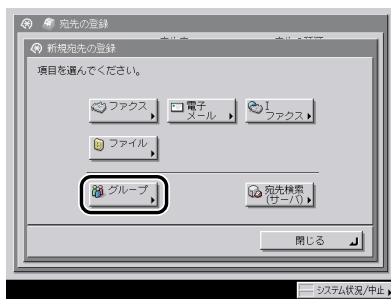 宛先の登録
新規宛先の登録
項目を選んでください。
ファクス
電子
メール
I
ファクス
ファイル
グループ
宛先検索
(サーバ)
閉じる
システム状況/中止